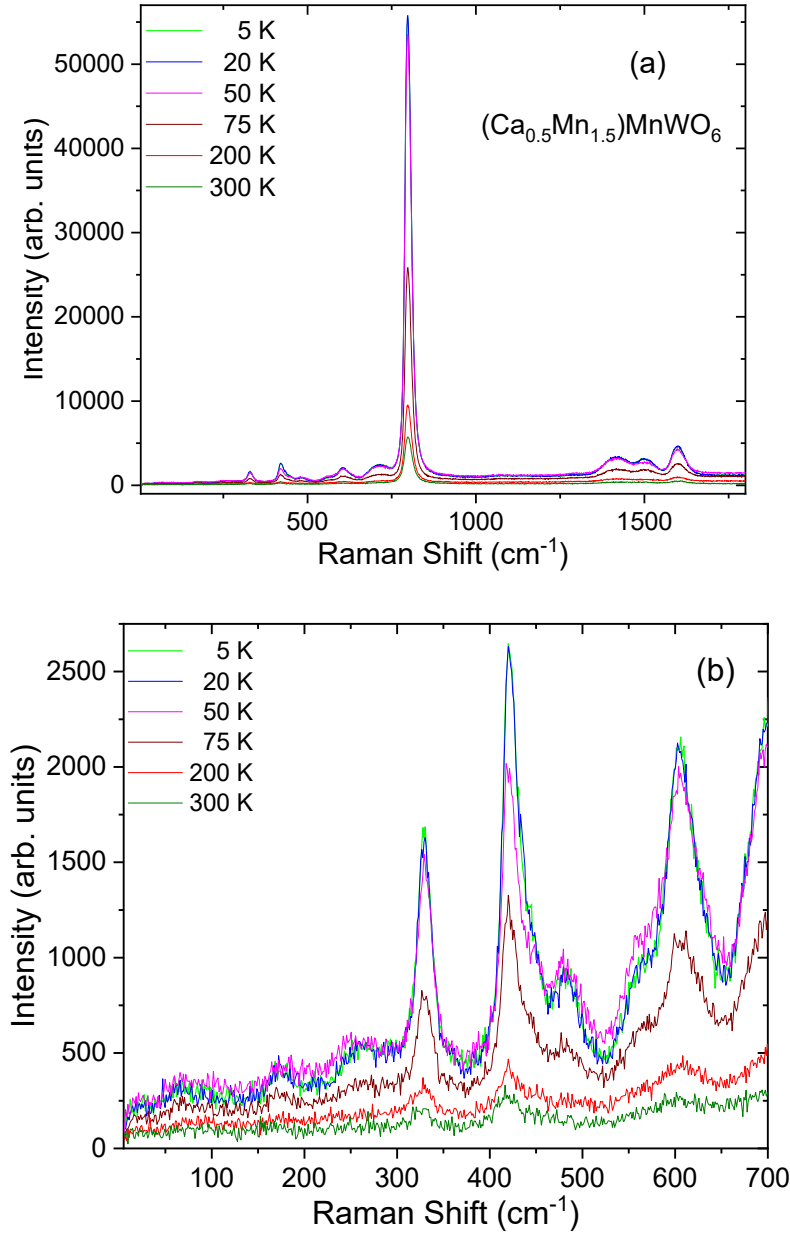 (a)
(Ca₀.₅Mn₁.₅)MnWO₆
5 K
20 K
50 K
75 K
200 K
300 K
50000
40000
30000
20000
10000
0
Intensity (arb. units)
500 1000 1500
Raman Shift (cm⁻¹)
(b)
5 K
20 K
50 K
75 K
200 K
300 K
2500
2000
1500
1000
500
0
Intensity (arb. units)
100 200 300 400 500 600 700
Raman Shift (cm⁻¹)